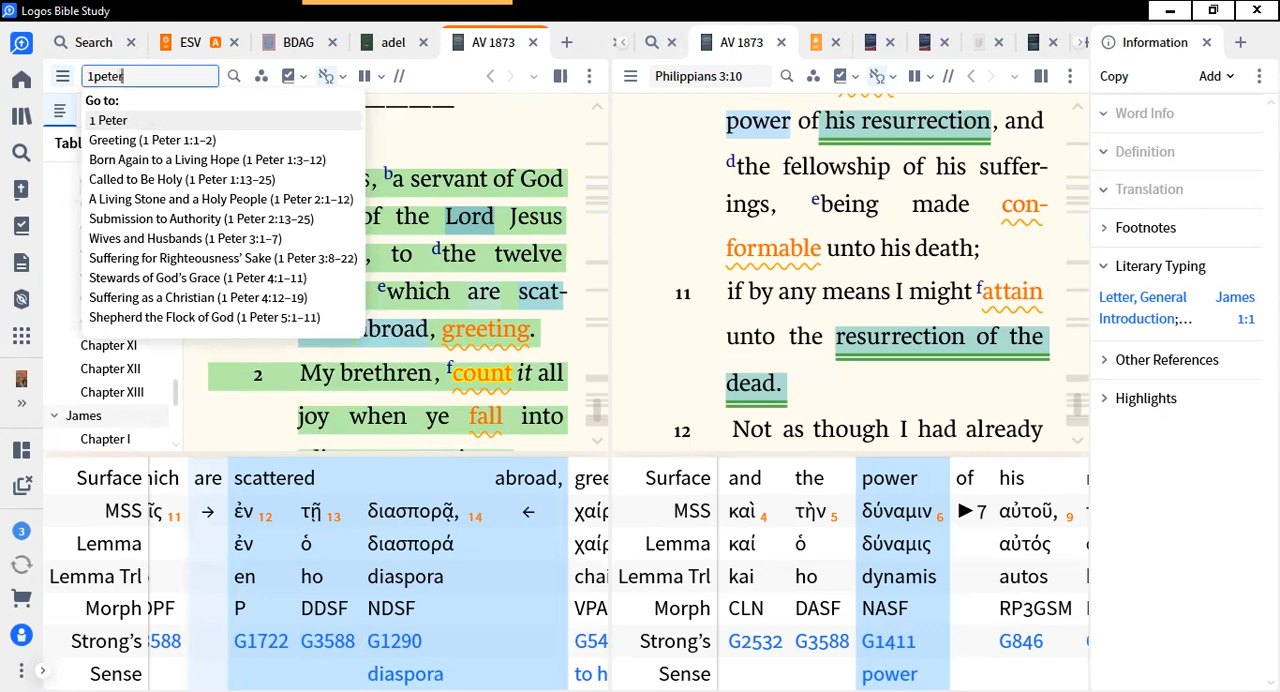 Logos Bible Study
Search
ESV A
BDAG
adel
AV 1873
AV 1873
Information
1peter
Philippians 3:10
Copy
Add
Go to:
1 Peter
Greeting (1 Peter 1:1–2)
Born Again to a Living Hope (1 Peter 1:3–12)
Called to Be Holy (1 Peter 1:13–25)
A Living Stone and a Holy People (1 Peter 2:1–12)
Submission to Authority (1 Peter 2:13–25)
Wives and Husbands (1 Peter 3:1–7)
Suffering for Righteousness’ Sake (1 Peter 3:8–22)
Stewards of God’s Grace (1 Peter 4:1–11)
Suffering as a Christian (1 Peter 4:12–19)
Shepherd the Flock of God (1 Peter 5:1–11)
Chapter XI
Chapter XII
Chapter XIII
James
Chapter I
b a servant of God
of the Lord Jesus
to d the twelve
e which are scat-
abroad, greeting.
2 My brethren, f count it all
joy when ye fall into
power of his resurrection, and
d the fellowship of his suffer-
ings, e being made con-
formable unto his death;
11 if by any means I might f attain
unto the resurrection of the
dead.
12 Not as though I had already
Word Info
Definition
Translation
Footnotes
Literary Typing
Letter, General James
Introduction;… 1:1
Other References
Highlights
3
Surface are scattered abroad,
MSS 11 → ἐν 12 τῇ 13 διασπορᾷ, 14 ←
Lemma ἐν ὁ διασπορά
Lemma Trl en ho diaspora
Morph P DDSF NDSF VPA
Strong’s 3588 G1722 G3588 G1290 G54
Sense diaspora to h
Surface and the power of his
MSS καὶ 4 τὴν 5 δύναμιν 6 ▶7 αὐτοῦ, 9
Lemma καί ὁ δύναμις αὐτός
Lemma Trl kai ho dynamis autos
Morph CLN DASF NASF RP3GSM
Strong’s G2532 G3588 G1411 G846
Sense power